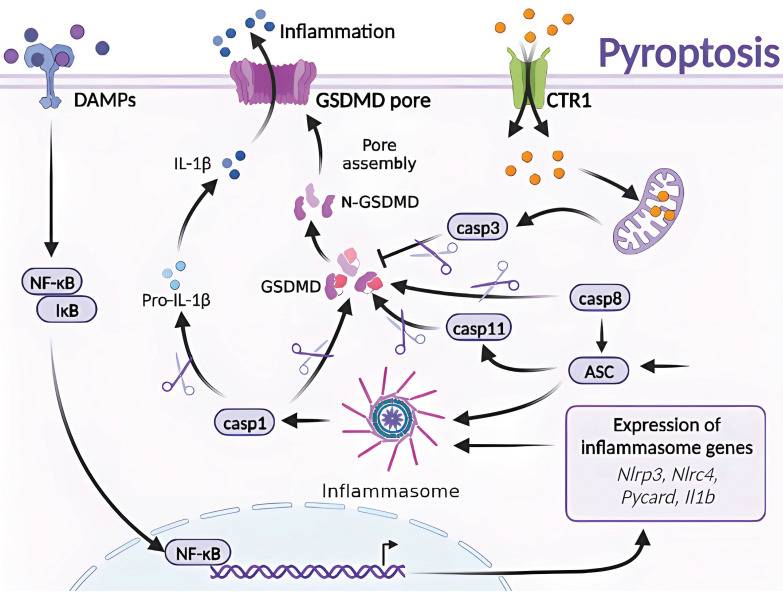 Pyroptosis
Inflammation
DAMPs
GSDMD pore
CTR1
IL-1β
Pore
assembly
N-GSDMD
casp3
NF-κB
IκB
Pro-IL-1β
GSDMD
casp8
casp11
ASC
casp1
Expression of
inflammasome genes
Nlrp3, Nlrc4,
Pycard, Il1b
Inflammasome
NF-κB